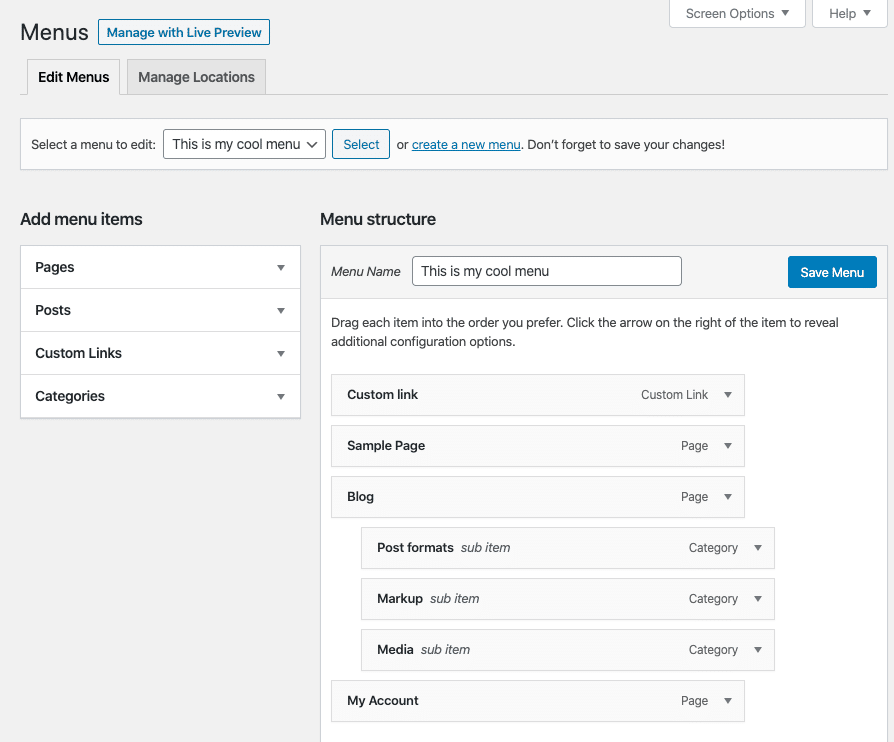 Screen Options
Help
Menus
Manage with Live Preview
Edit Menus
Manage Locations
Select a menu to edit: This is my cool menu Select or create a new menu. Don’t forget to save your changes!
Add menu items
Pages
Posts
Custom Links
Categories
Menu structure
Menu Name This is my cool menu Save Menu
Drag each item into the order you prefer. Click the arrow on the right of the item to reveal
additional configuration options.
Custom link Custom Link
Sample Page Page
Blog Page
Post formats sub item Category
Markup sub item Category
Media sub item Category
My Account Page